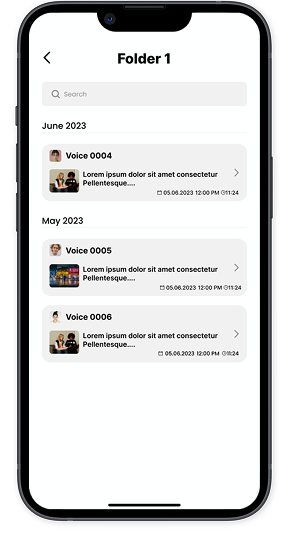 Folder 1
Search
June 2023
Voice 0004
Lorem ipsum dolor sit amet consectetur
Pellentesque....
05.06.2023 12:00 PM 11:24
May 2023
Voice 0005
Lorem ipsum dolor sit amet consectetur
Pellentesque....
05.06.2023 12:00 PM 11:24
Voice 0006
Lorem ipsum dolor sit amet consectetur
Pellentesque....
05.06.2023 12:00 PM 11:24